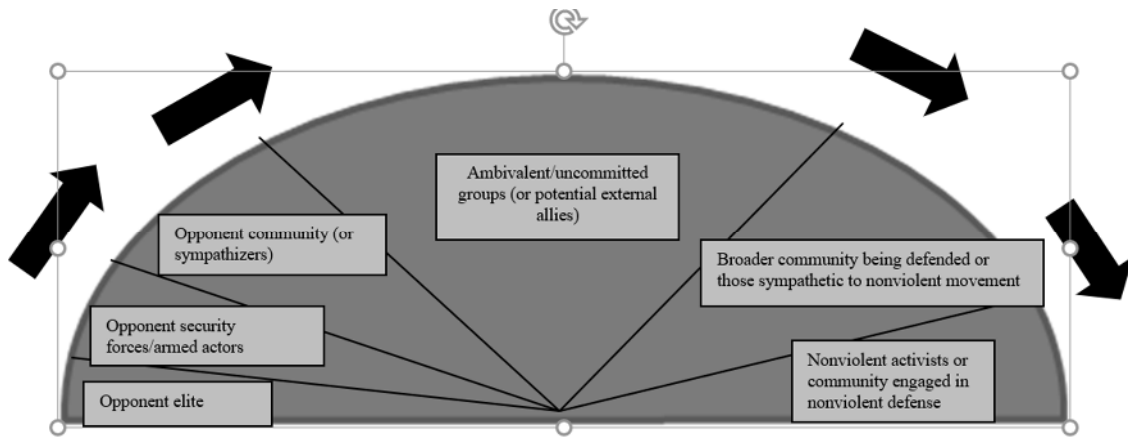 Ambivalent/uncommitted
groups (or potential external
allies)
Opponent community (or
sympathizers)
Broader community being defended or
those sympathetic to nonviolent movement
Opponent security
forces/armed actors
Nonviolent activists or
community engaged in
nonviolent defense
Opponent elite